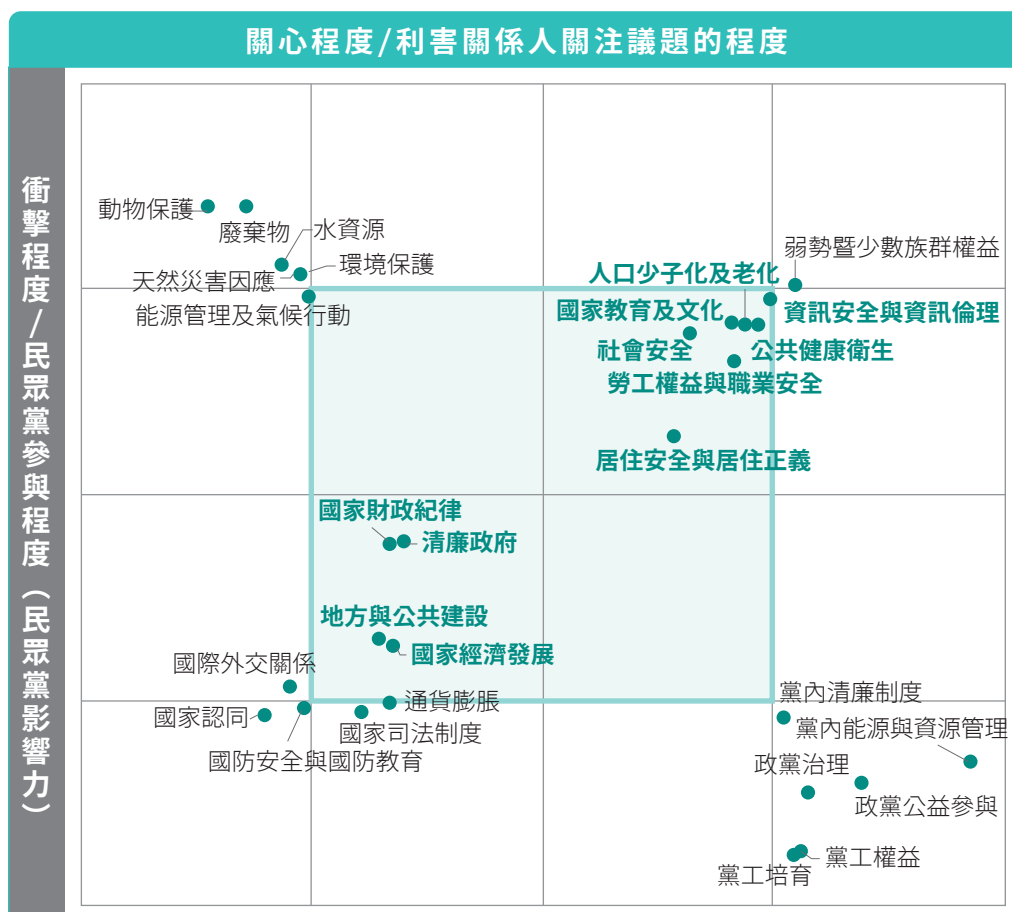 關心程度/利害關係人關注議題的程度
衝擊程度/民眾黨參與程度（民眾黨影響力）
動物保護
廢棄物
水資源
天然災害因應
環境保護
能源管理及氣候行動
弱勢暨少數族群權益
人口少子化及老化
國家教育及文化
資訊安全與資訊倫理
社會安全
公共健康衛生
勞工權益與職業安全
居住安全與居住正義
國家財政紀律
清廉政府
地方與公共建設
國家經濟發展
國際外交關係
國家認同
國防安全與國防教育
通貨膨脹
國家司法制度
黨內清廉制度
黨內能源與資源管理
政黨治理
政黨公益參與
黨工權益
黨工培育